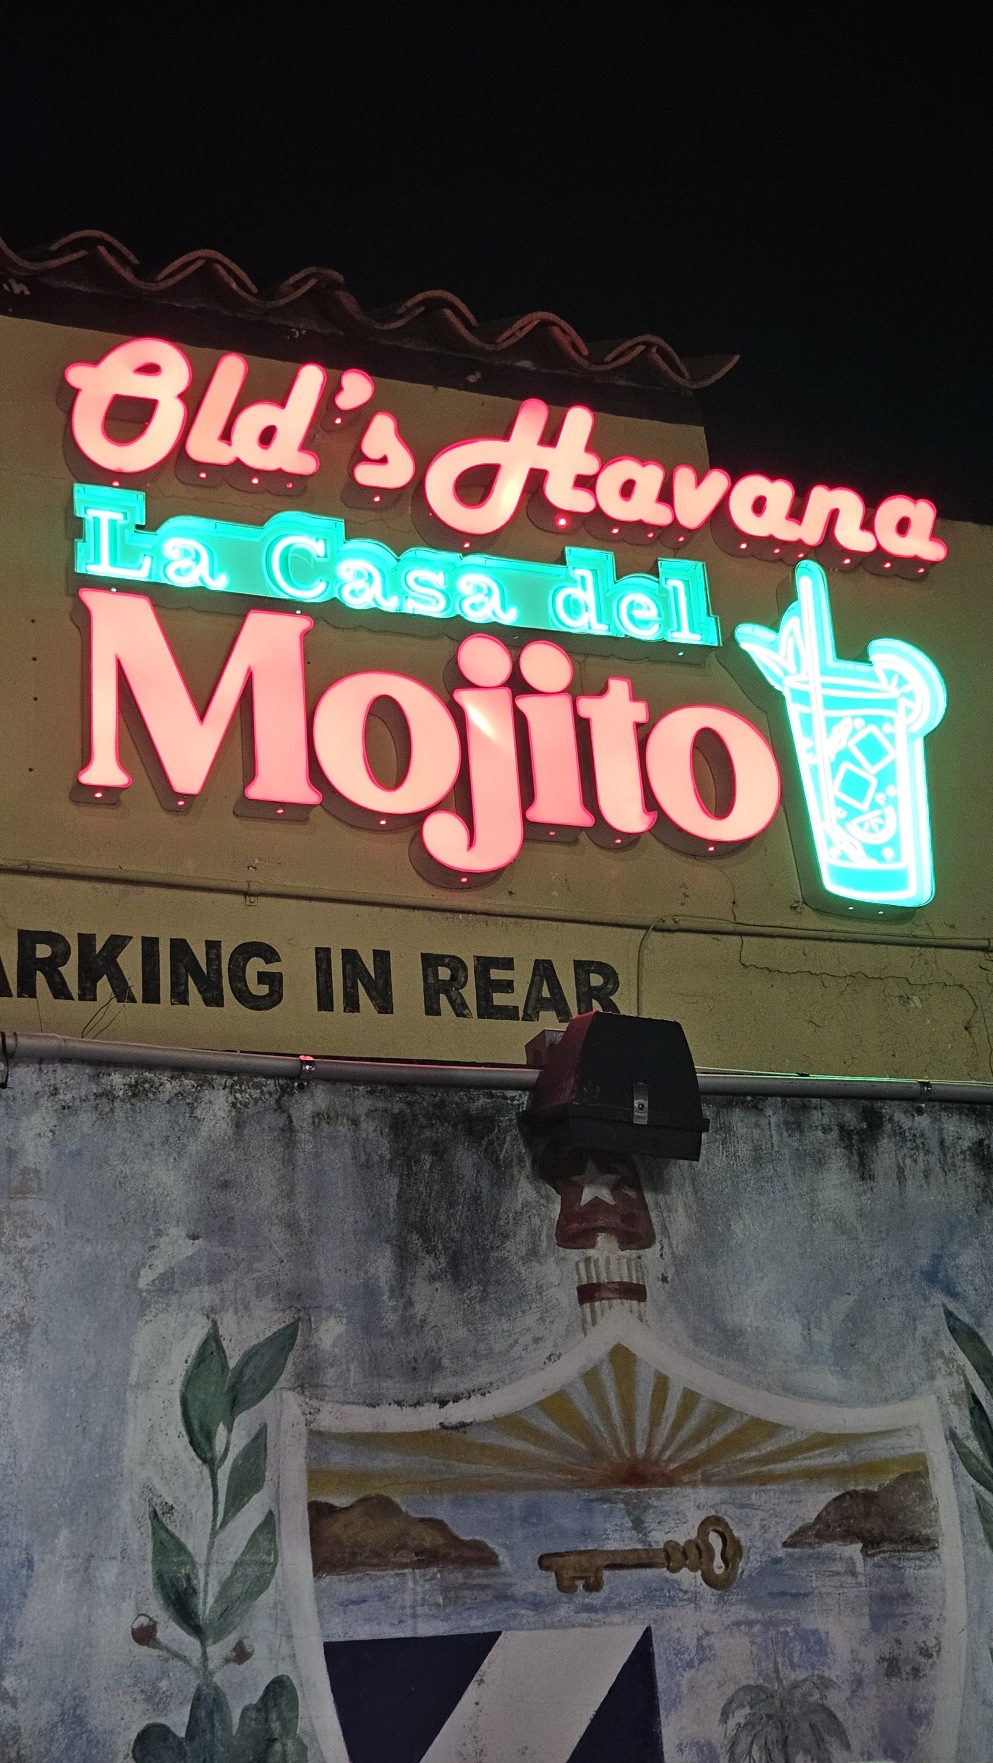 Old's Havana
La Casa del
Mojito
ARKING IN REAR